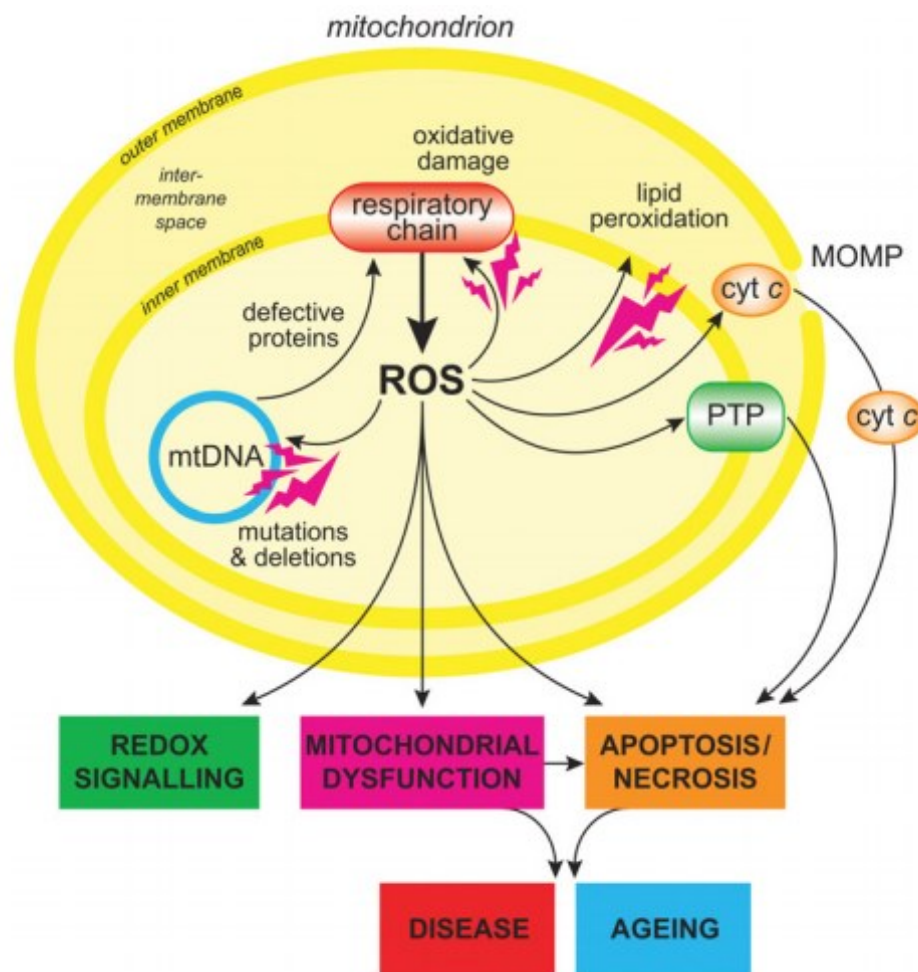 mitochondrion
outer membrane
inter-
membrane
space
inner membrane
oxidative
damage
respiratory
chain
lipid
peroxidation
MOMP
cyt c
defective
proteins
ROS
PTP
cyt c
mtDNA
mutations
& deletions
REDOX
SIGNALLING
MITOCHONDRIAL
DYSFUNCTION
APOPTOSIS/
NECROSIS
DISEASE
AGEING